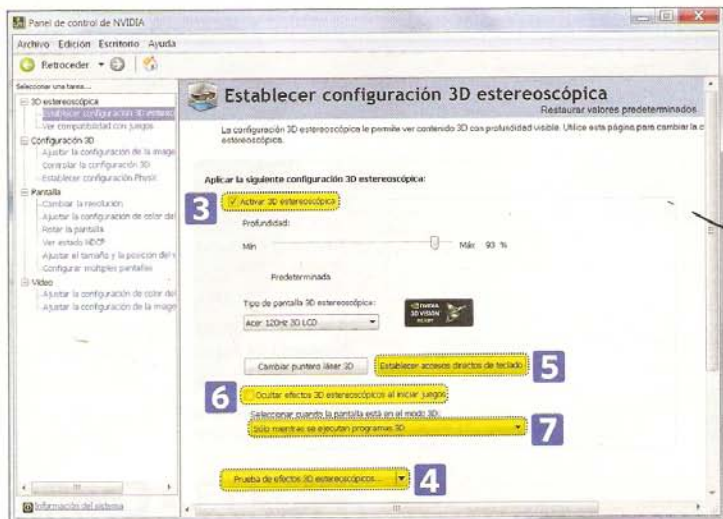 Panel de control de NVIDIA
Archivo Edición Escritorio Ayuda
Retroceder
Seleccionar una tarea...
3D estereoscópica
Establecer configuración 3D estereos
Ver compatibilidad con juegos
Configuración 3D
Ajustar la configuración de la image
Controlar la configuración 3D
Establecer configuración PhysX
Pantalla
Cambiar la resolución
Ajustar la configuración de color del
Rotar la pantalla
Ver estado HDCP
Ajustar el tamaño y la posición del e
Configurar múltiples pantallas
Video
Ajustar la configuración de color del
Ajustar la configuración de la image
Información del sistema
Establecer configuración 3D estereoscópica
Restaurar valores predeterminados
La configuración 3D estereoscópica le permite ver contenido 3D con profundidad visible. Utilice esta página para cambiar la c
estereoscópica.
Aplicar la siguiente configuración 3D estereoscópica:
3 Activar 3D estereoscópica
Profundidad:
Mín Máx 93 %
Predeterminada
Tipo de pantalla 3D estereoscópica:
Acer 120Hz 3D LCD
NVIDIA
3D VISION
READY
Cambiar puntero láser 3D Establecer accesos directos de teclado 5
6 Ocultar efectos 3D estereoscópicos al iniciar juegos
Seleccionar cuando la pantalla está en el modo 3D:
Sólo mientras se ejecutan programas 3D 7
Prueba de efectos 3D estereoscópicos... 4